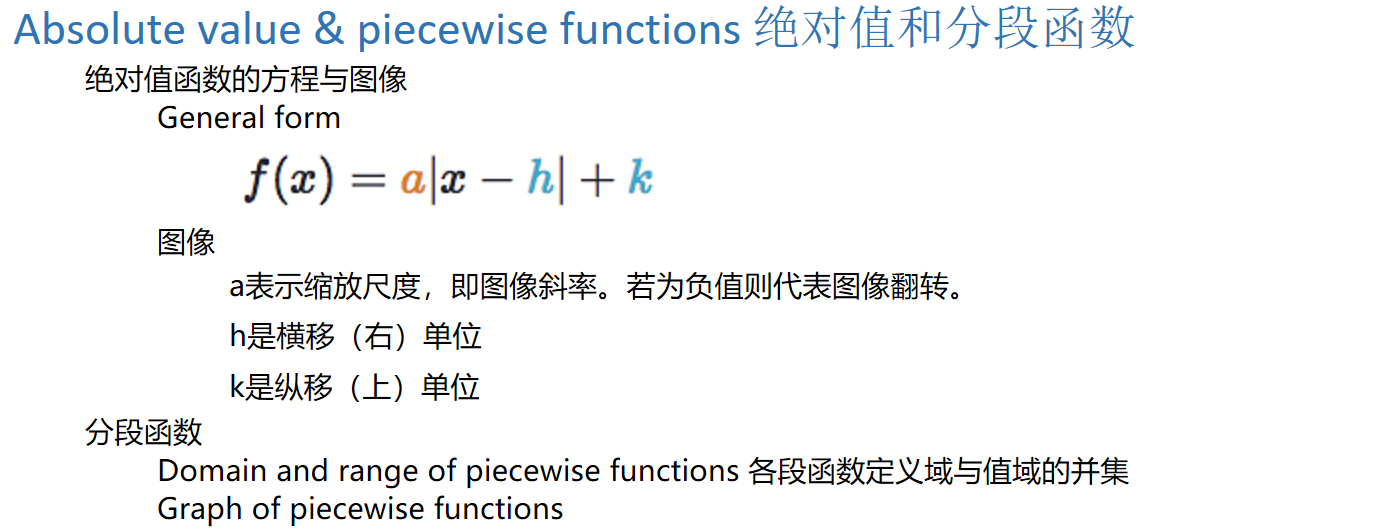 Absolute value & piecewise functions 绝对值和分段函数
绝对值函数的方程与图像
General form
f(x) = a|x − h| + k
图像
a表示缩放尺度，即图像斜率。若为负值则代表图像翻转。
h是横移（右）单位
k是纵移（上）单位
分段函数
Domain and range of piecewise functions 各段函数定义域与值域的并集
Graph of piecewise functions